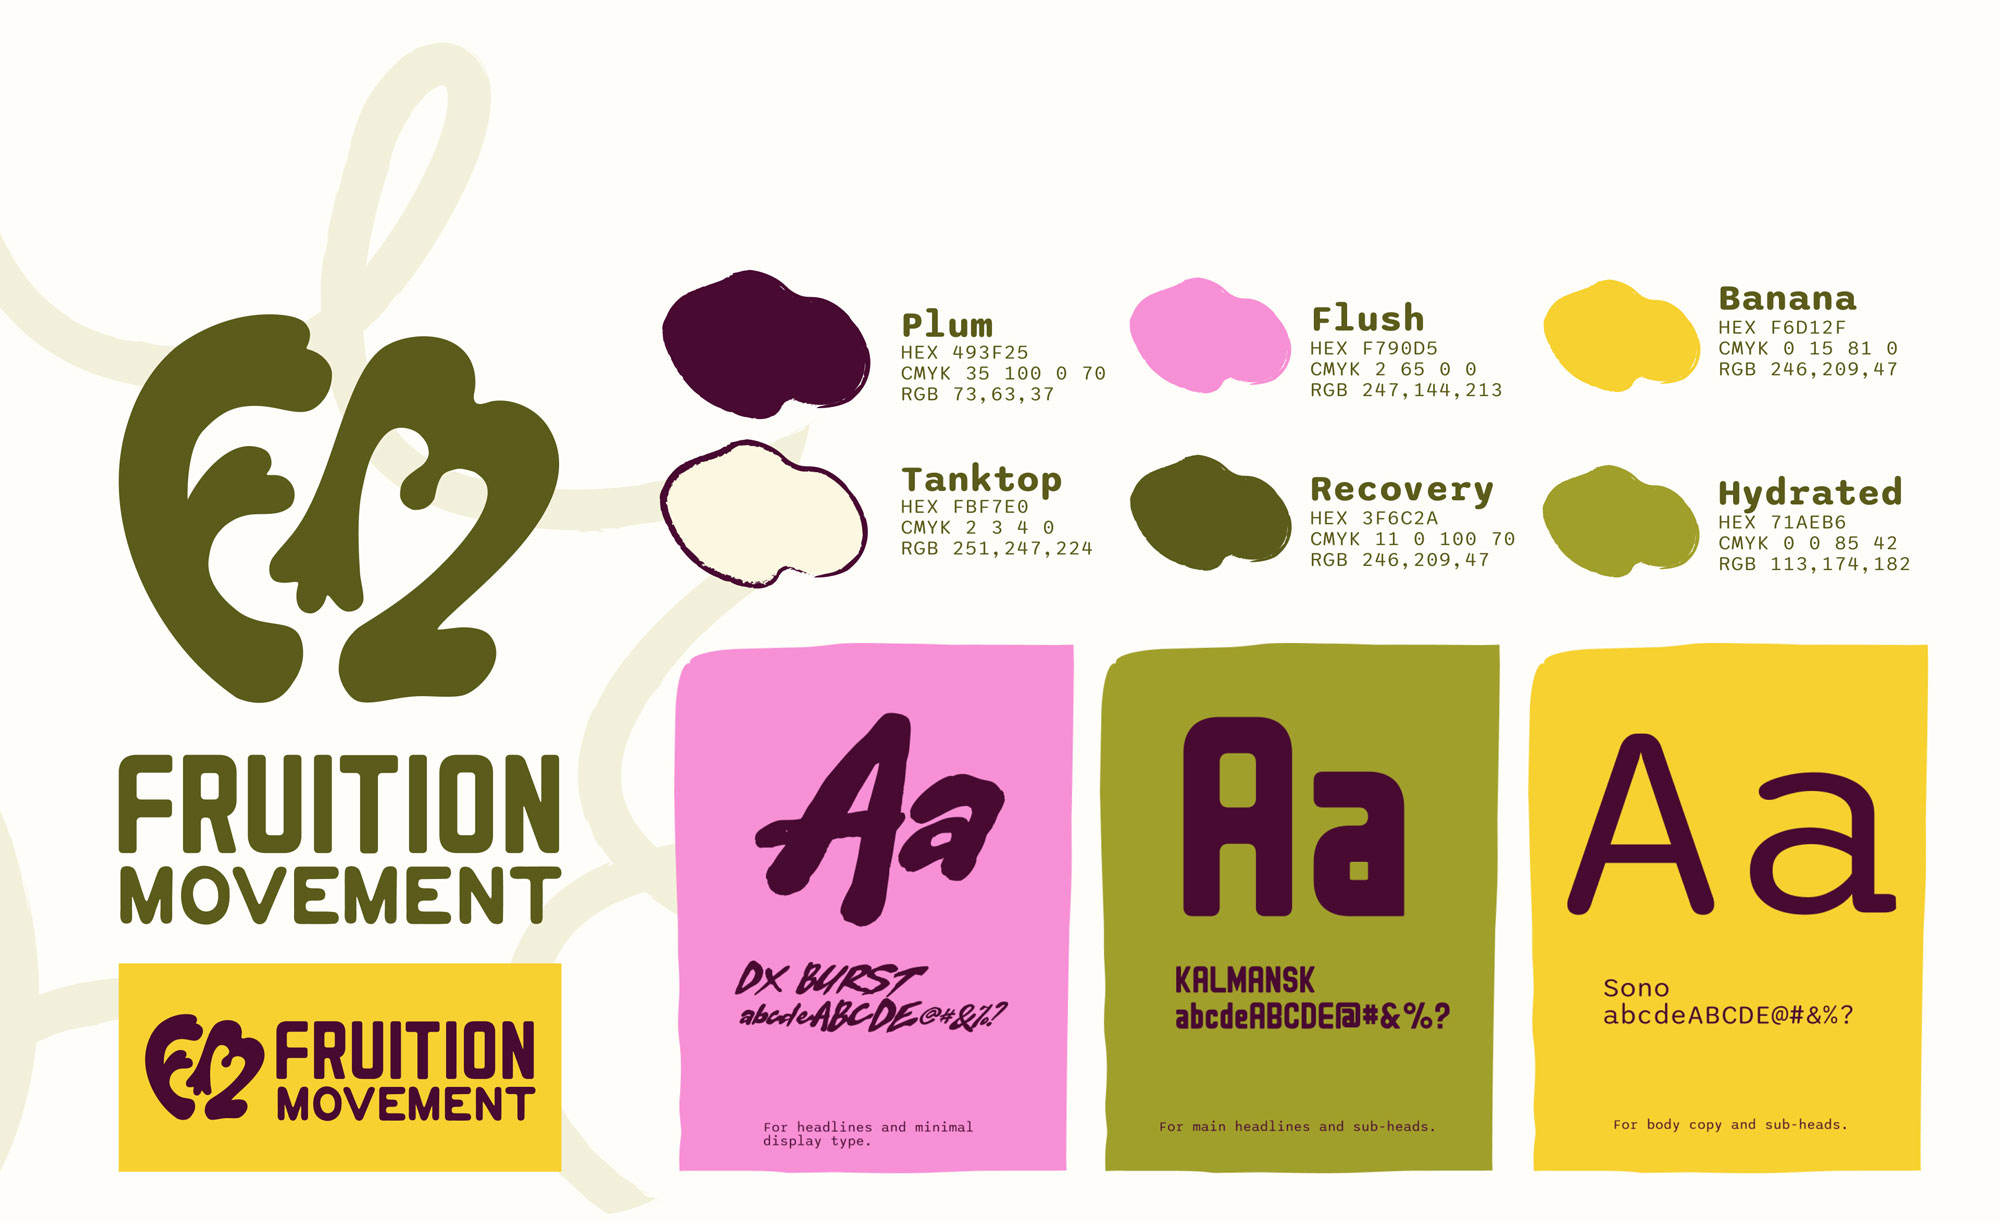 FRUITION
MOVEMENT
FRUITION
MOVEMENT
Plum
HEX 493F25
CMYK 35 100 0 70
RGB 73,63,37
Flush
HEX F790D5
CMYK 2 65 0 0
RGB 247,144,213
Banana
HEX F6D12F
CMYK 0 15 81 0
RGB 246,209,47
Tanktop
HEX FBF7E0
CMYK 2 3 4 0
RGB 251,247,224
Recovery
HEX 3F6C2A
CMYK 11 0 100 70
RGB 246,209,47
Hydrated
HEX 71AEB6
CMYK 0 0 85 42
RGB 113,174,182
Aa
DX BURST
abcdeABCDE@#&%?
For headlines and minimal
display type.
Aa
KALMANSK
abcdeABCDE@#&%?
For main headlines and sub-heads.
Aa
Sono
abcdeABCDE@#&%?
For body copy and sub-heads.